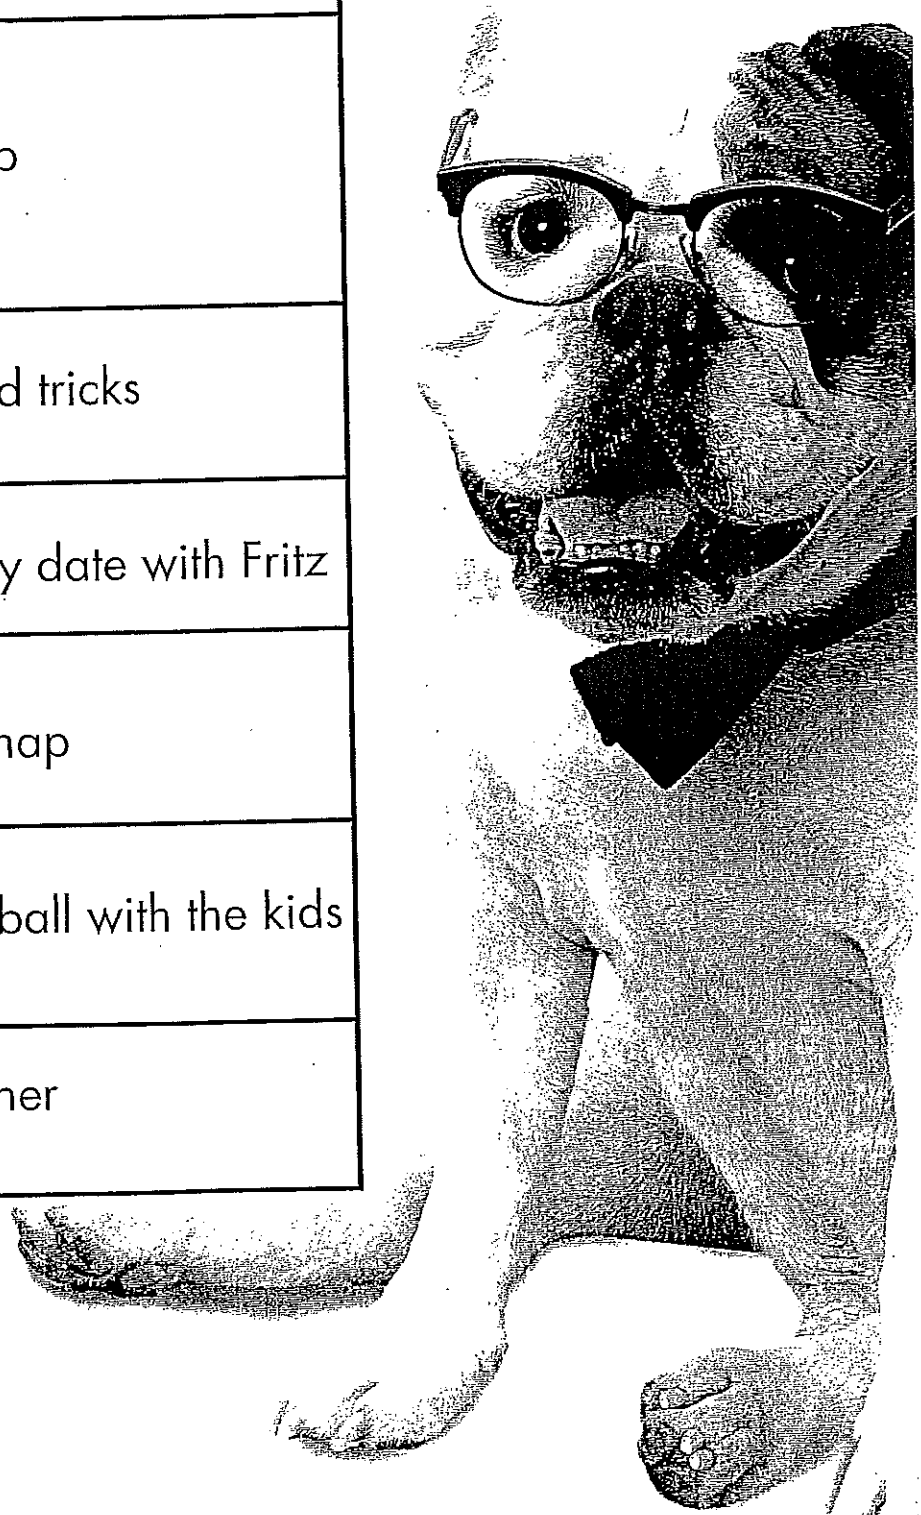 d tricks
y date with Fritz
nap
ball with the kids
ner